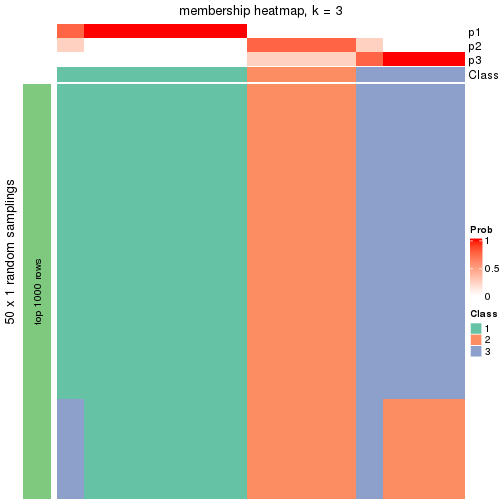 membership heatmap, k = 3
p1
p2
p3
Class
50 x 1 random samplings
top 1000 rows
Prob
1
0.5
0
Class
1
2
3